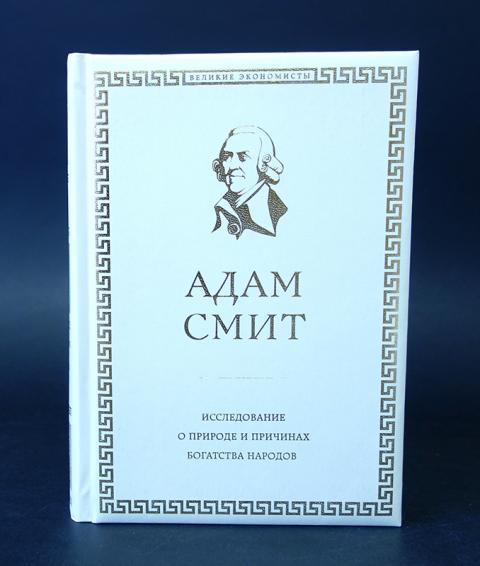 ВЕЛИКИЕ ЭКОНОМИСТЫ
АДАМ
СМИТ
ИССЛЕДОВАНИЕ
О ПРИРОДЕ И ПРИЧИНАХ
БОГАТСТВА НАРОДОВ